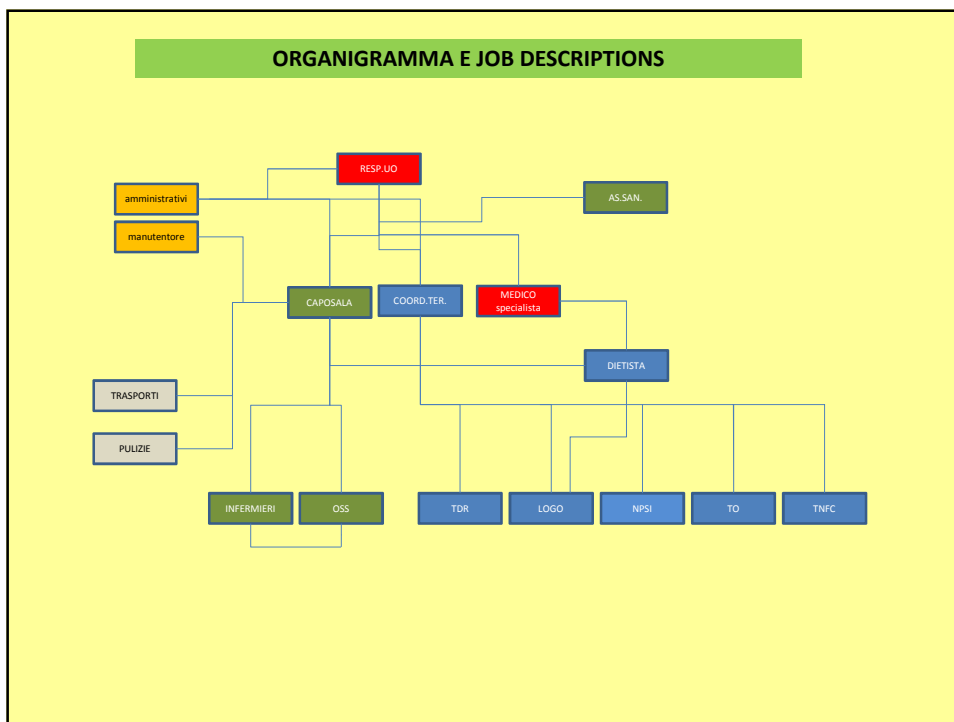 ORGANIGRAMMA E JOB DESCRIPTIONS
RESP.UO
amministrativi
AS.SAN.
manutentore
CAPOSALA
COORD.TER.
MEDICO
specialista
DIETISTA
TRASPORTI
PULIZIE
INFERMIERI
OSS
TDR
LOGO
NPSI
TO
TNFC